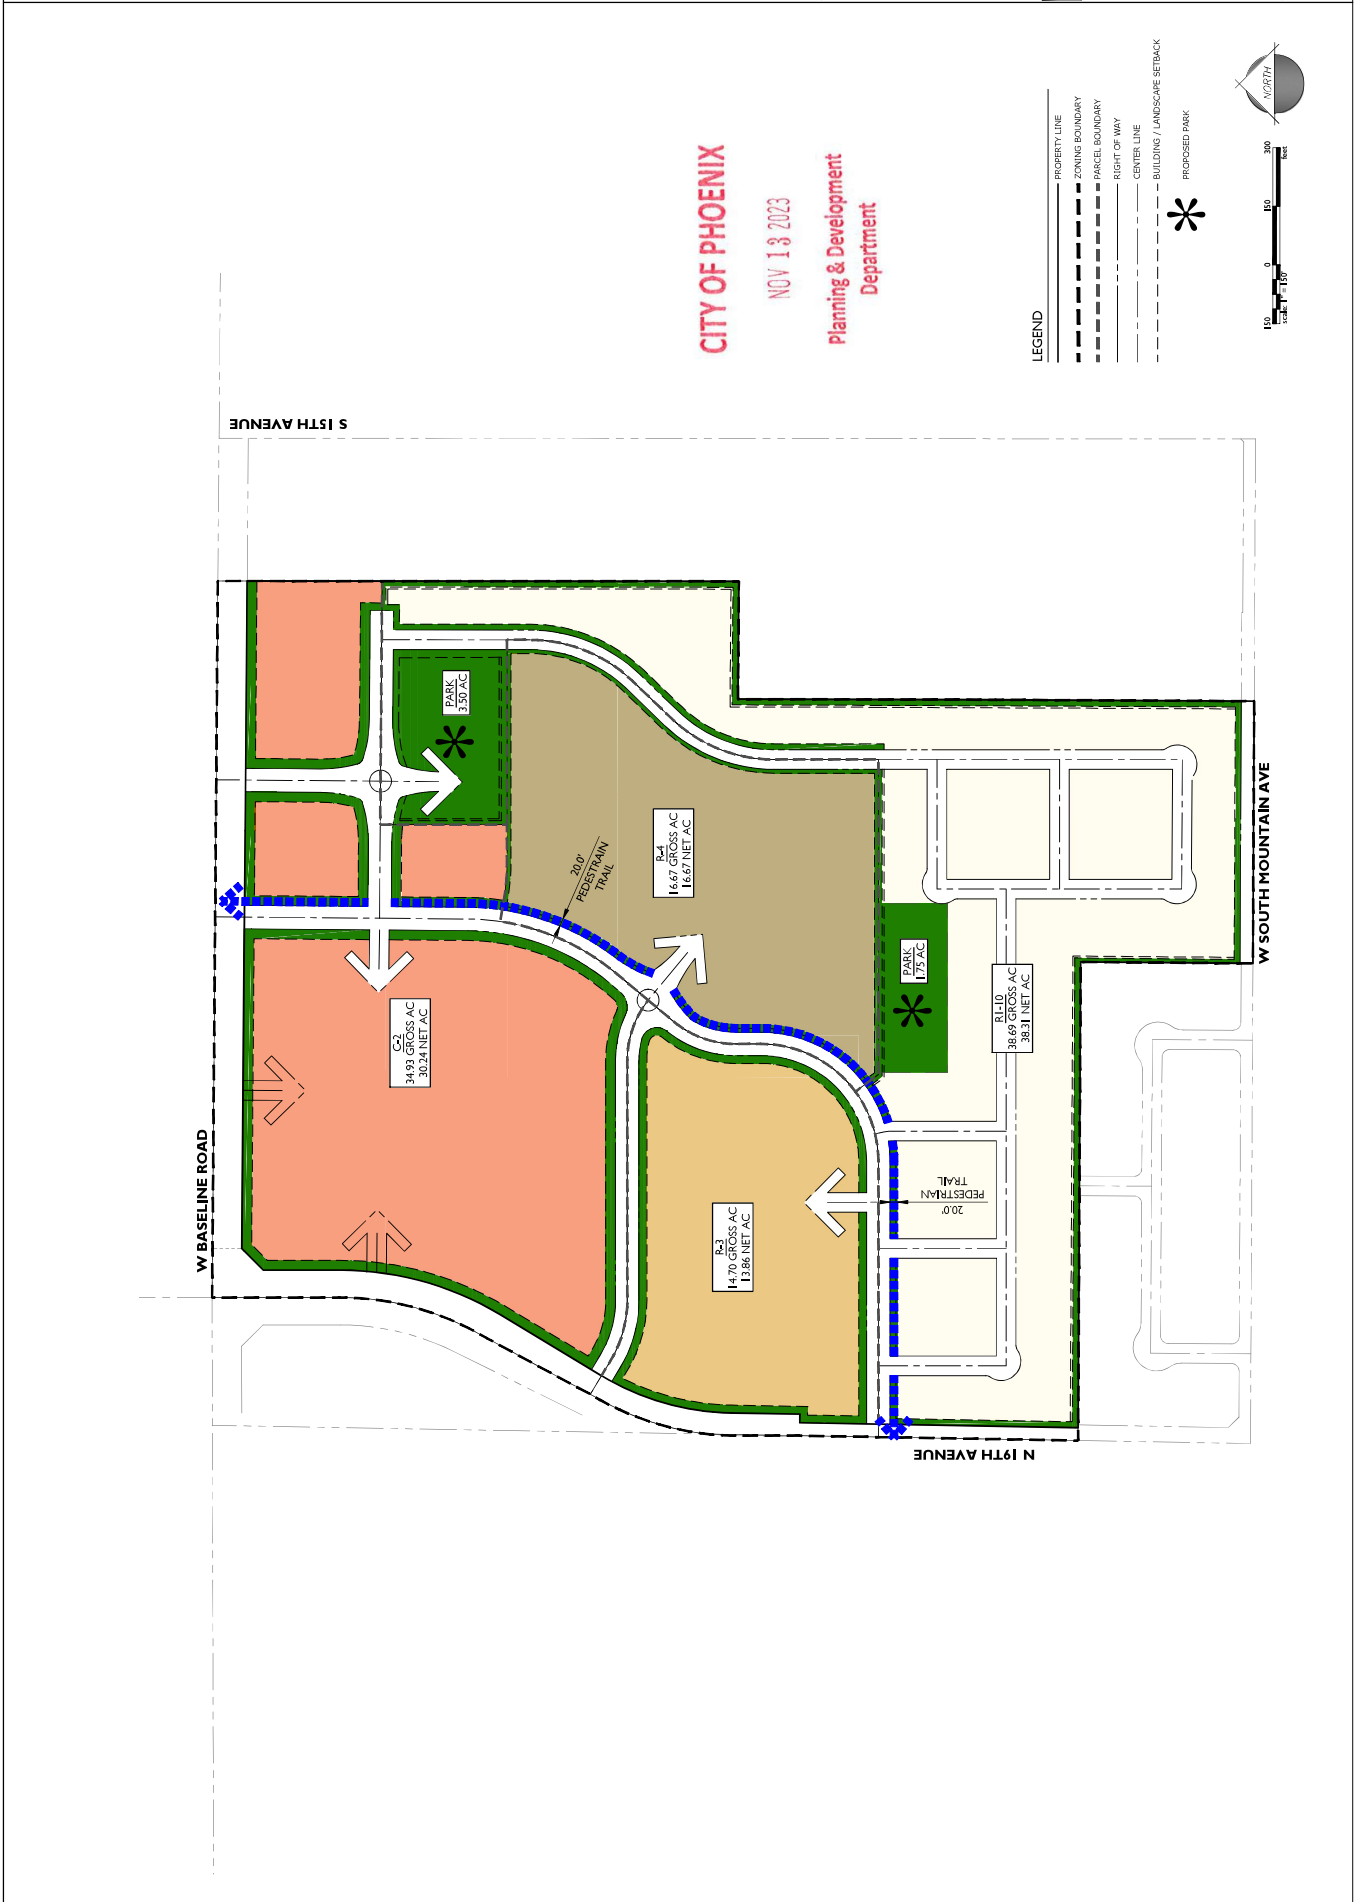 W BASELINE ROAD
S 15TH AVENUE
W SOUTH MOUNTAIN AVE
N 19TH AVENUE
C-2
34.93 GROSS AC
30.24 NET AC
PARK
3.50 AC
R-4
16.67 GROSS AC
16.67 NET AC
20.0'
PEDESTRAIN
TRAIL
R-3
14.70 GROSS AC
13.86 NET AC
PARK
1.75 AC
R1-10
38.69 GROSS AC
38.31 NET AC
20.0'
PEDESTRIAN
TRAIL
CITY OF PHOENIX
NOV 13 2023
Planning & Development
Department
LEGEND
PROPERTY LINE
ZONING BOUNDARY
PARCEL BOUNDARY
RIGHT OF WAY
CENTER LINE
BUILDING / LANDSCAPE SETBACK
PROPOSED PARK
NORTH
150 0 150 300
scale: 1" = 150' feet